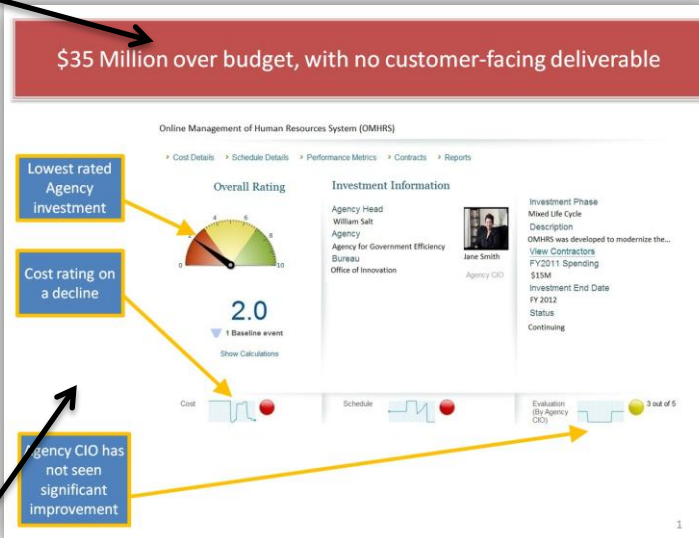 $35 Million over budget, with no customer-facing deliverable
Online Management of Human Resources System (OMHRS)
Cost Details
Schedule Details
Performance Metrics
Contracts
Reports
Lowest rated
Agency
investment
Cost rating on
a decline
Agency CIO has
not seen
significant
improvement
Overall Rating
0
2
4
6
10
2.0
1 Baseline event
Show Calculations
Investment Information
Agency Head
William Salt
Agency
Agency for Government Efficiency
Bureau
Office of Innovation
Jane Smith
Agency CIO
Investment Phase
Mixed Life Cycle
Description
OMHRS was developed to modernize the...
View Contractors
FY2011 Spending
$15M
Investment End Date
FY 2012
Status
Continuing
Cost
Schedule
Evaluation
(By Agency
CIO)
3 out of 5
1